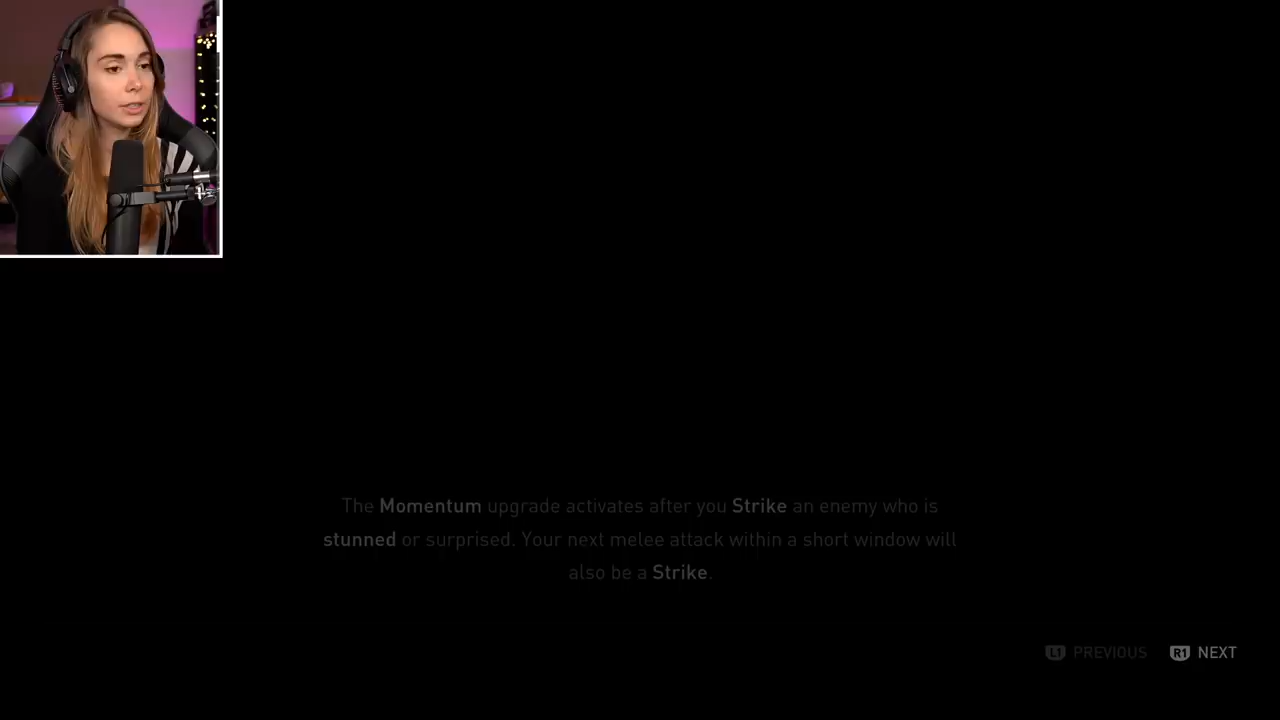 The Momentum upgrade activates after you Strike an enemy who is
stunned or surprised. Your next melee attack within a short window will
also be a Strike.
L1 PREVIOUS R1 NEXT